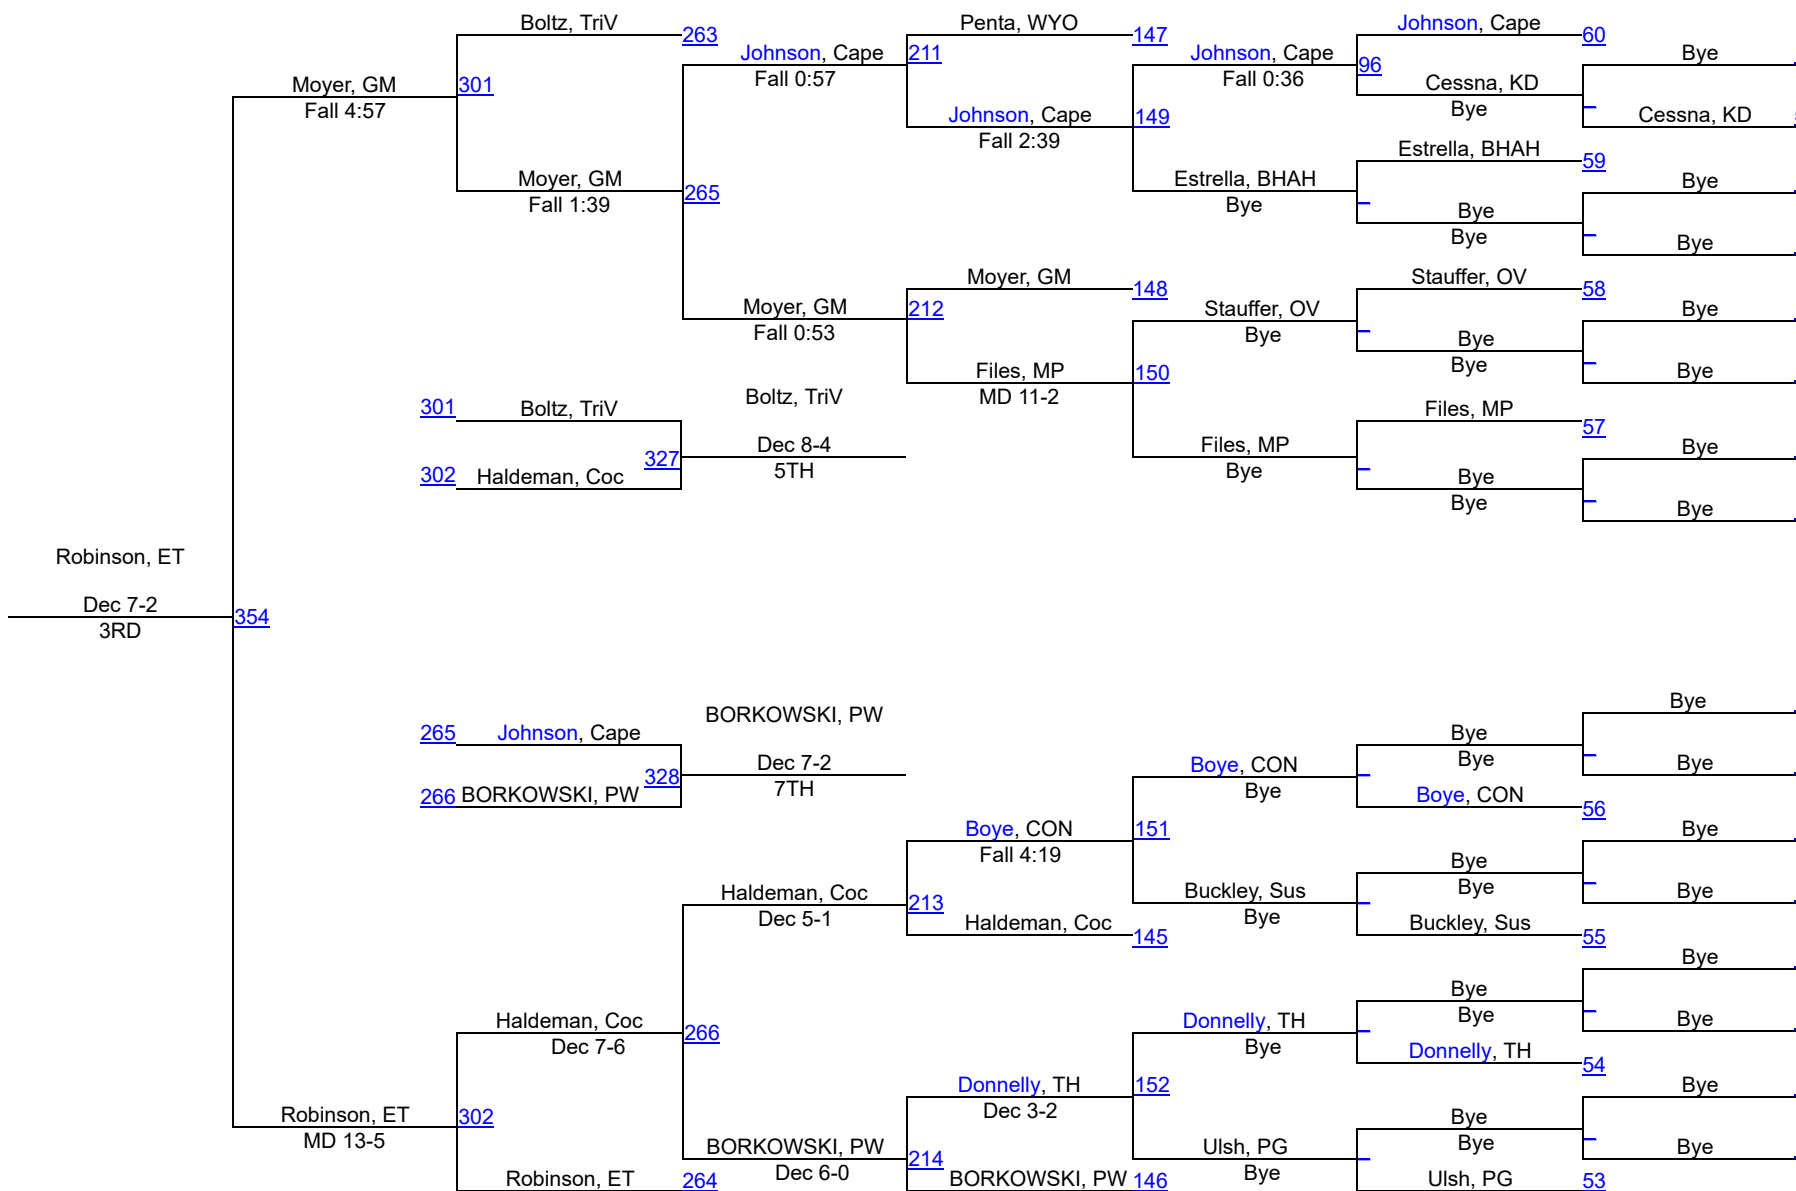 Boltz, TriV
263
Moyer, GM
Fall 4:57
301
Moyer, GM
Fall 1:39
Johnson, Cape
Fall 0:57
265
Moyer, GM
Fall 0:53
Penta, WYO
147
211
Johnson, Cape
Fall 2:39
Moyer, GM
148
212
Files, MP
MD 11-2
Johnson, Cape
Fall 0:36
149
Estrella, BHAH
Bye
Stauffer, OV
Bye
150
Files, MP
Bye
Johnson, Cape
60
96
Cessna, KD
Bye
Estrella, BHAH
59
Bye
Bye
Stauffer, OV
58
Bye
Bye
Files, MP
57
Bye
Bye
Bye
Cessna, KD
Bye
Bye
Bye
Bye
Bye
Bye
301 Boltz, TriV
302 Haldeman, Coc
327
Boltz, TriV
Dec 8-4
5TH
Robinson, ET
Dec 7-2
3RD
354
265 Johnson, Cape
266 BORKOWSKI, PW
328
BORKOWSKI, PW
Dec 7-2
7TH
Haldeman, Coc
Dec 7-6
Robinson, ET
MD 13-5
302
Robinson, ET
264
Haldeman, Coc
Dec 5-1
266
BORKOWSKI, PW
Dec 6-0
Boye, CON
Fall 4:19
213
Haldeman, Coc
145
Donnelly, TH
Dec 3-2
214
BORKOWSKI, PW
146
Boye, CON
Bye
151
Buckley, Sus
Bye
Donnelly, TH
Bye
152
Ulsh, PG
Bye
Bye
Bye
Boye, CON
56
Bye
Bye
Buckley, Sus
55
Bye
Bye
Donnelly, TH
54
Bye
Bye
Ulsh, PG
53
Bye
Bye
Bye
Bye
Bye
Bye
Bye
Bye